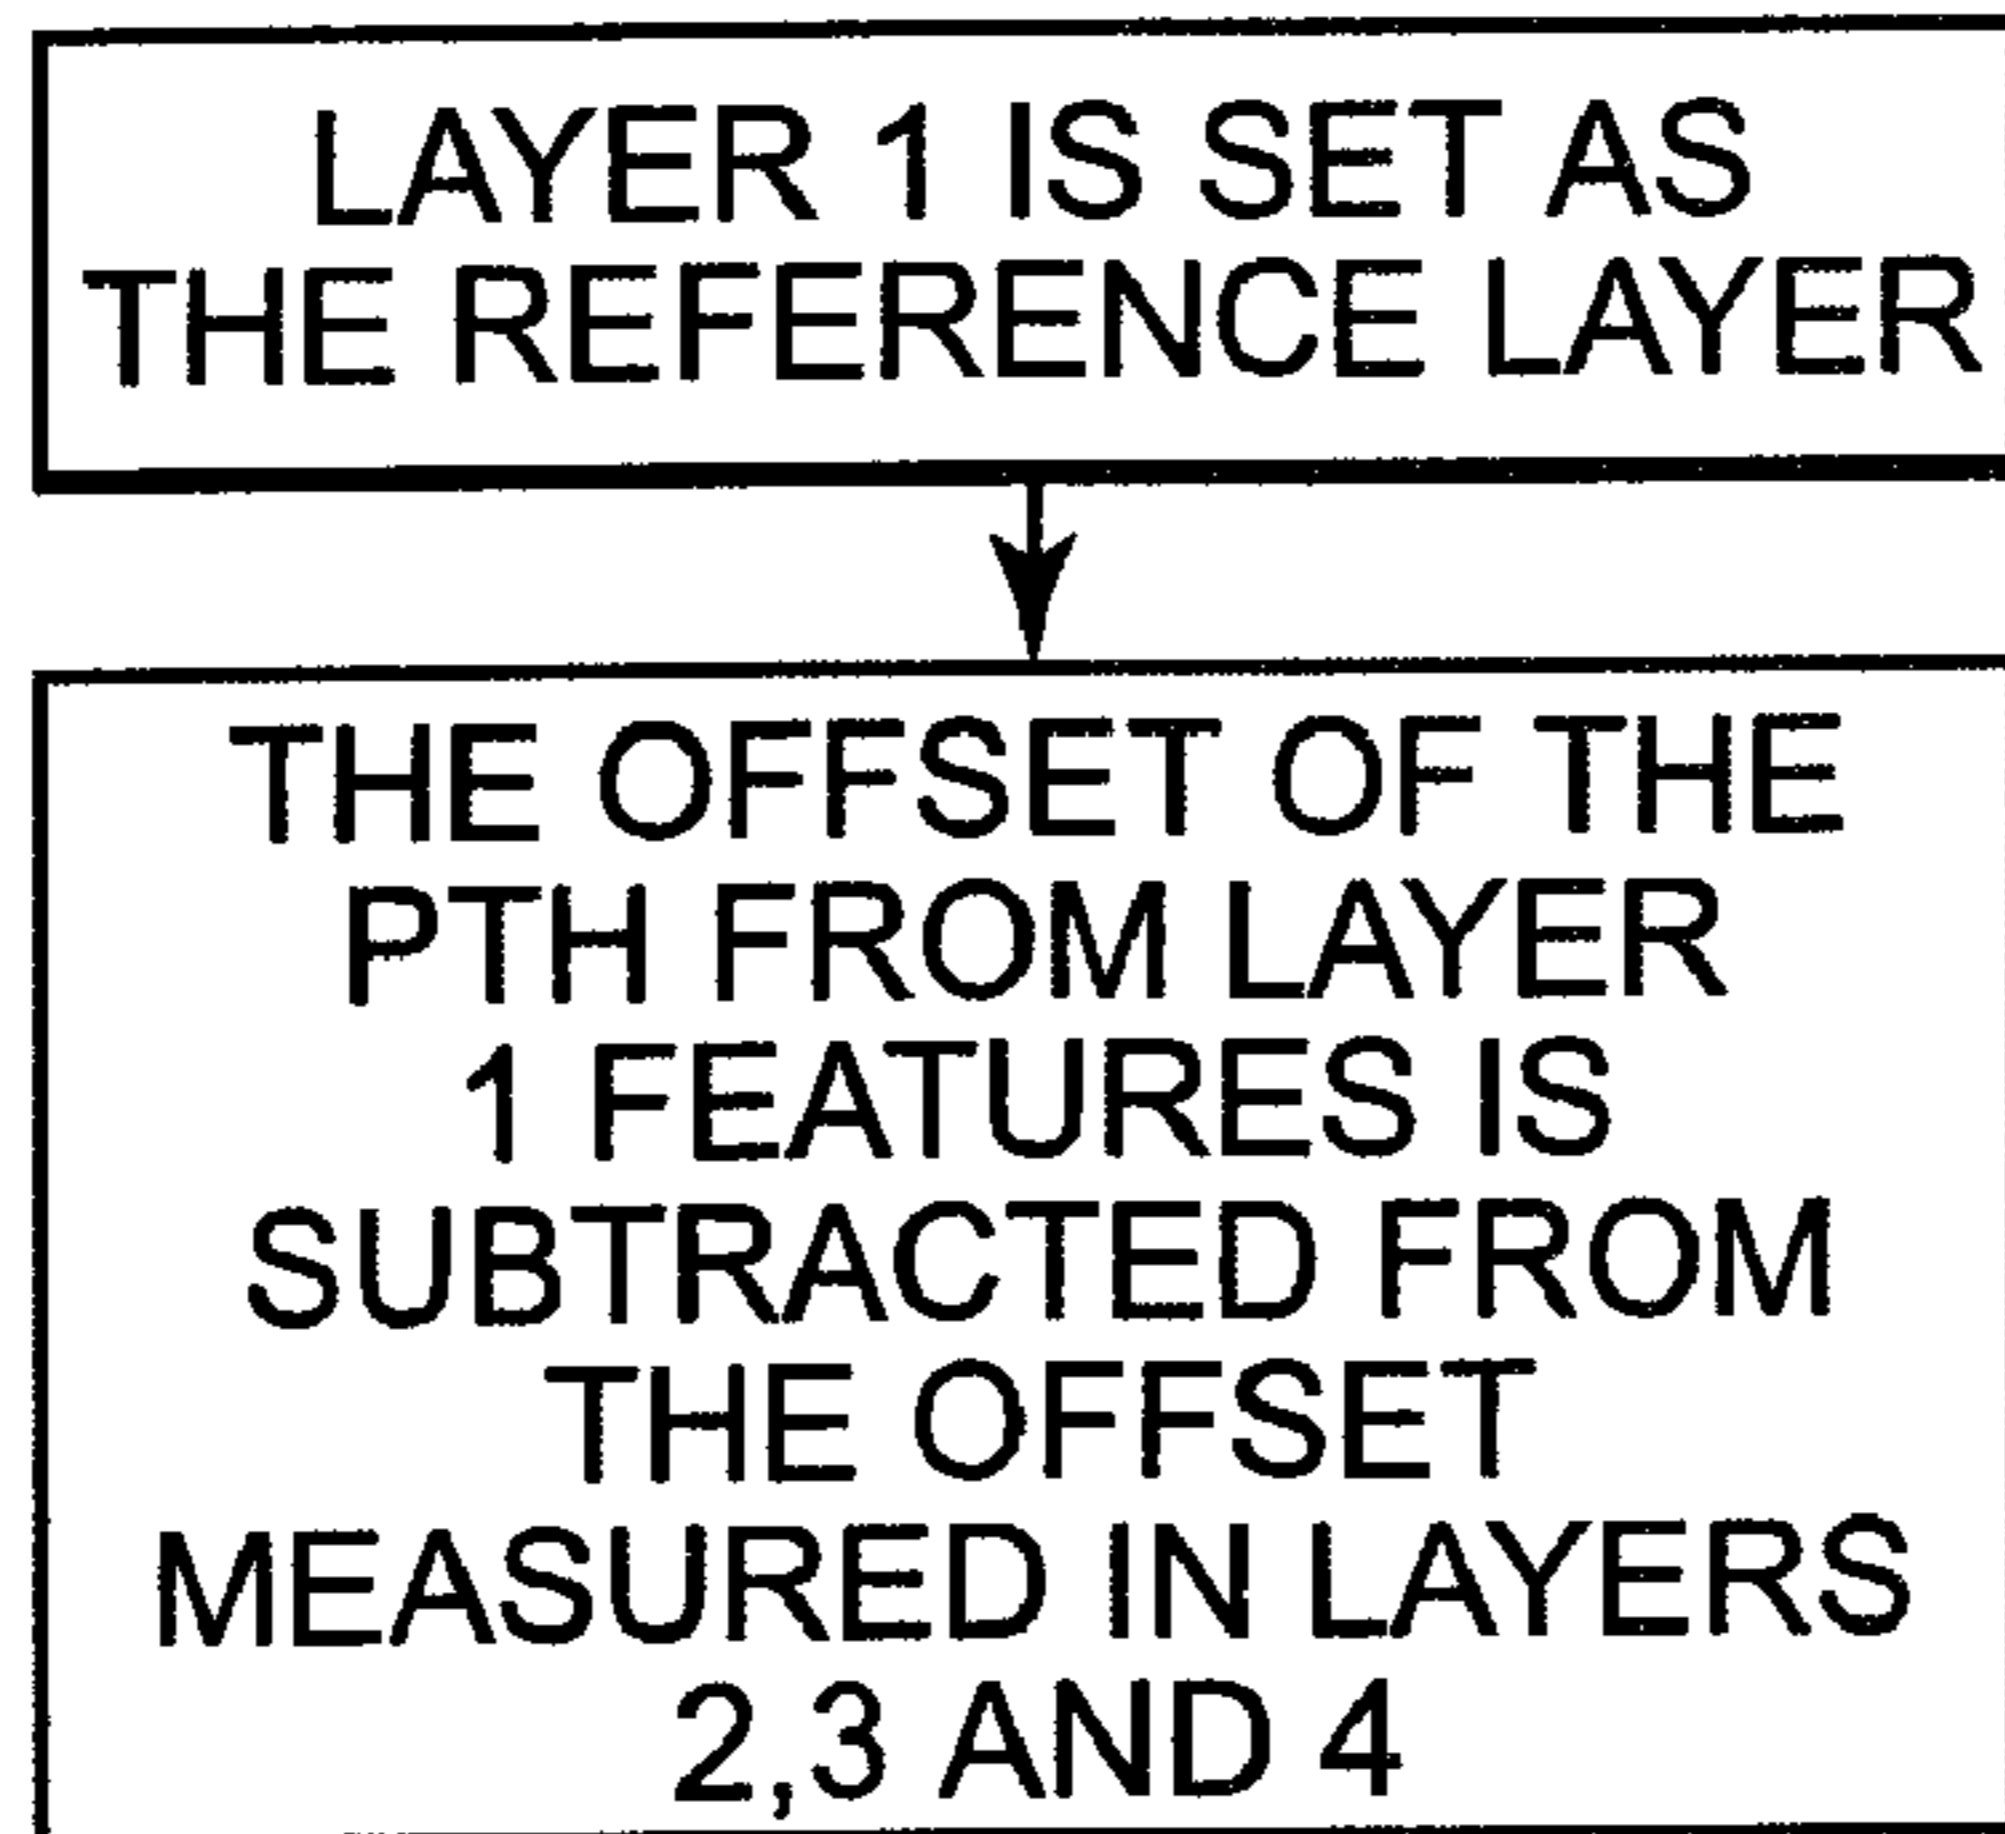 LAYER 1 IS SET AS
THE REFERENCE LAYER
THE OFFSET OF THE
PTH FROM LAYER
1 FEATURES IS
SUBTRACTED FROM
THE OFFSET
MEASURED IN LAYERS
2,3 AND 4